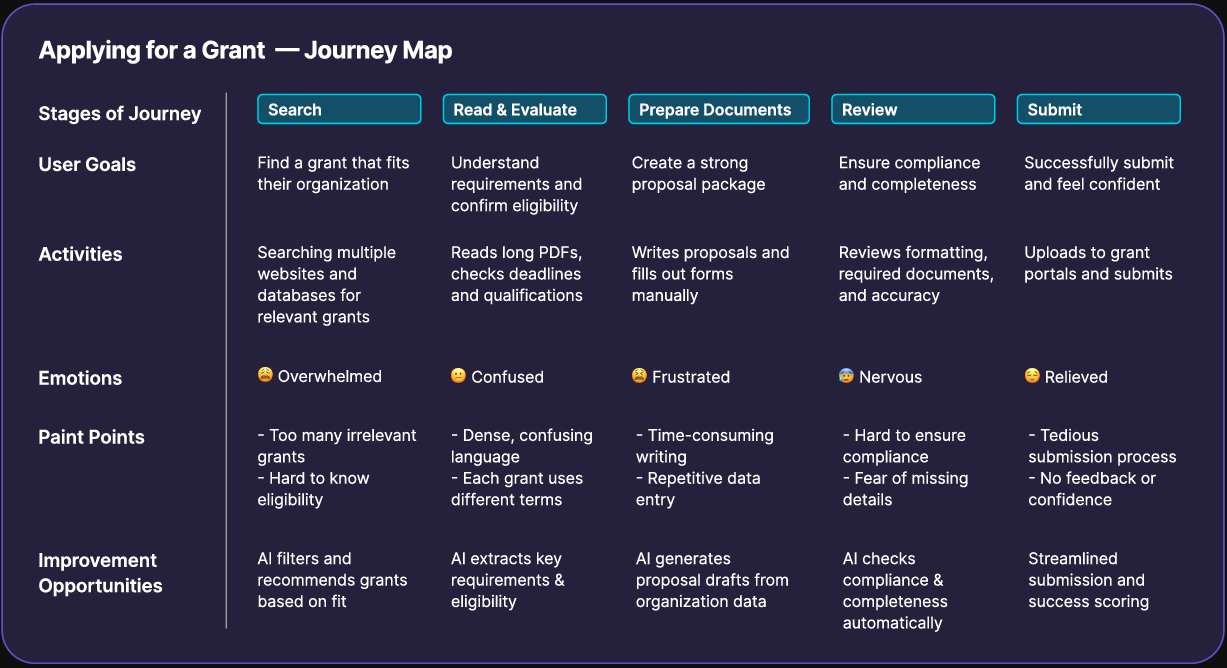 Applying for a Grant — Journey Map
Stages of Journey
Search
Read & Evaluate
Prepare Documents
Review
Submit
User Goals
Find a grant that fits
their organization
Understand
requirements and
confirm eligibility
Create a strong
proposal package
Ensure compliance
and completeness
Successfully submit
and feel confident
Activities
Searching multiple
websites and
databases for
relevant grants
Reads long PDFs,
checks deadlines
and qualifications
Writes proposals and
fills out forms
manually
Reviews formatting,
required documents,
and accuracy
Uploads to grant
portals and submits
Emotions
😩 Overwhelmed
😕 Confused
😫 Frustrated
😰 Nervous
😌 Relieved
Paint Points
- Too many irrelevant
grants
- Hard to know
eligibility
- Dense, confusing
language
- Each grant uses
different terms
- Time-consuming
writing
- Repetitive data
entry
- Hard to ensure
compliance
- Fear of missing
details
- Tedious
submission process
- No feedback or
confidence
Improvement
Opportunities
AI filters and
recommends grants
based on fit
AI extracts key
requirements &
eligibility
AI generates
proposal drafts from
organization data
AI checks
compliance &
completeness
automatically
Streamlined
submission and
success scoring